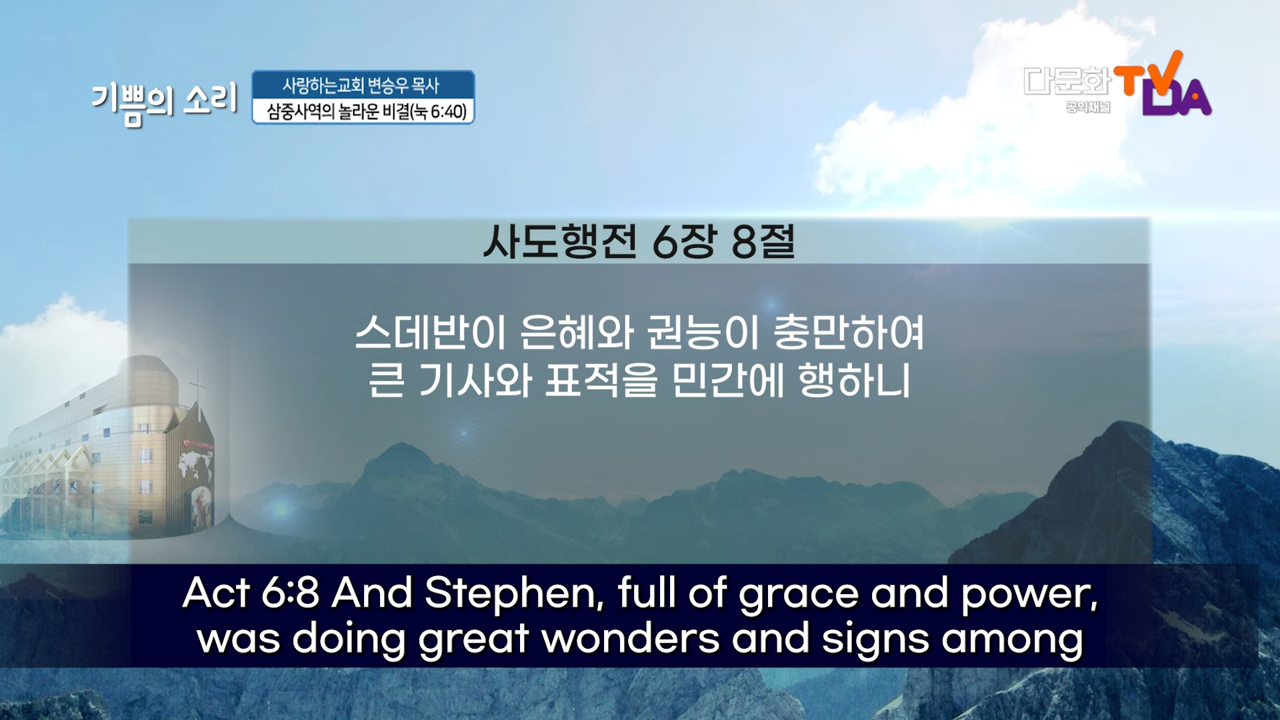 기쁨의 소리
사랑하는교회 변승우 목사
삼중사역의 놀라운 비결(눅 6:40)
다문화 TV DA
공익채널
사도행전 6장 8절
스데반이 은혜와 권능이 충만하여
큰 기사와 표적을 민간에 행하니
Act 6:8 And Stephen, full of grace and power,
was doing great wonders and signs among